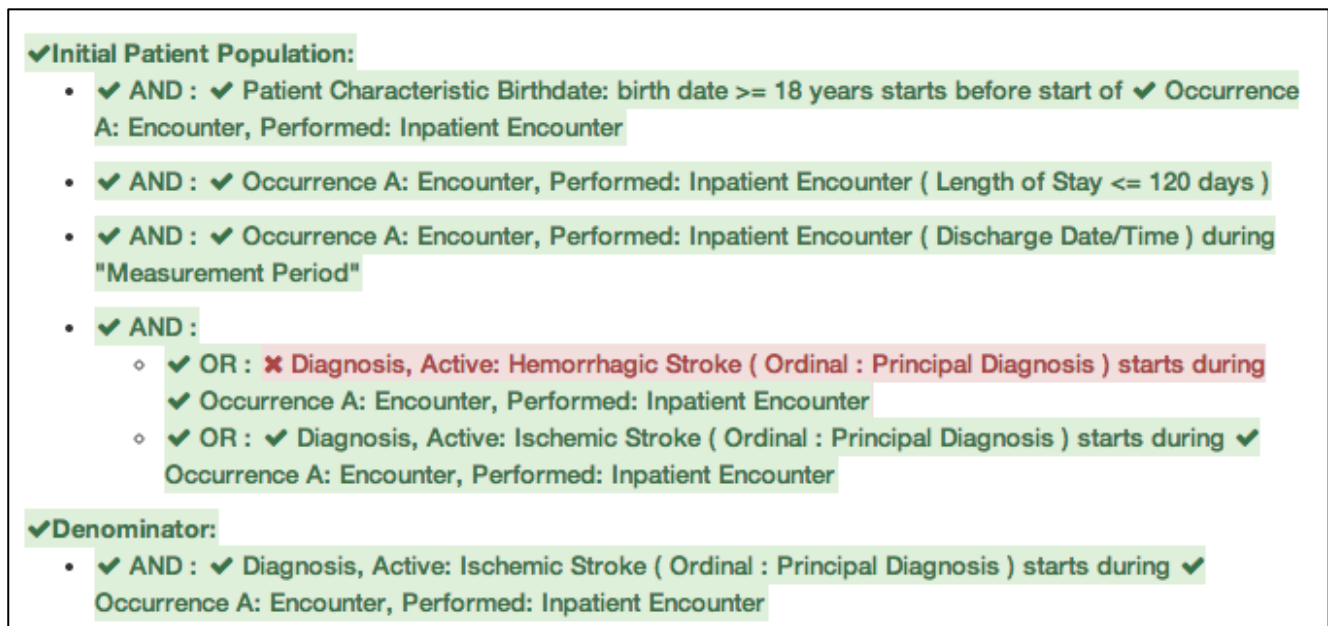 ✔Initial Patient Population:
• ✔ AND : ✔ Patient Characteristic Birthdate: birth date >= 18 years starts before start of ✔ Occurrence
A: Encounter, Performed: Inpatient Encounter
• ✔ AND : ✔ Occurrence A: Encounter, Performed: Inpatient Encounter ( Length of Stay <= 120 days )
• ✔ AND : ✔ Occurrence A: Encounter, Performed: Inpatient Encounter ( Discharge Date/Time ) during
"Measurement Period"
• ✔ AND :
◦ ✔ OR : ✖ Diagnosis, Active: Hemorrhagic Stroke ( Ordinal : Principal Diagnosis ) starts during
✔ Occurrence A: Encounter, Performed: Inpatient Encounter
◦ ✔ OR : ✔ Diagnosis, Active: Ischemic Stroke ( Ordinal : Principal Diagnosis ) starts during ✔
Occurrence A: Encounter, Performed: Inpatient Encounter
✔Denominator:
• ✔ AND : ✔ Diagnosis, Active: Ischemic Stroke ( Ordinal : Principal Diagnosis ) starts during ✔
Occurrence A: Encounter, Performed: Inpatient Encounter